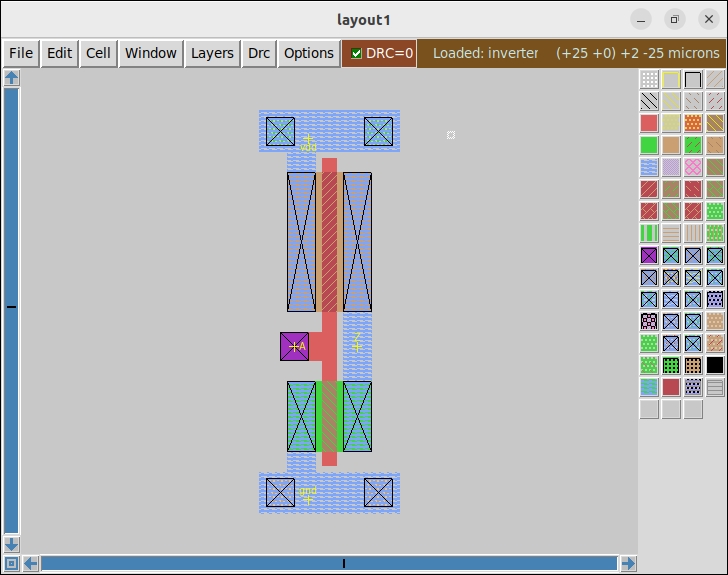 layout1
File Edit Cell Window Layers Drc Options DRC=0 Loaded: inverter (+25 +0) +2 -25 microns
vdd
A
gnd